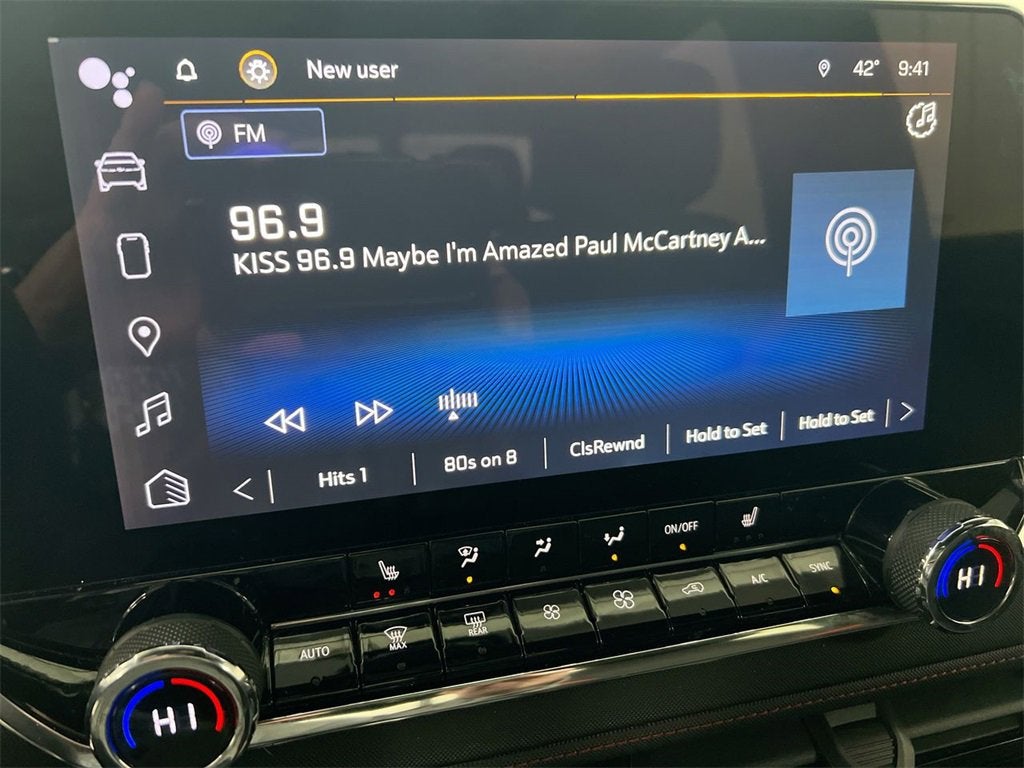 New user
42° 9:41
FM
96.9
KISS 96.9 Maybe I'm Amazed Paul McCartney A...
Hits 1 80s on 8 ClsRewnd Hold to Set Hold to Set
ON/OFF
AUTO MAX REAR A/C SYNC
HI HI